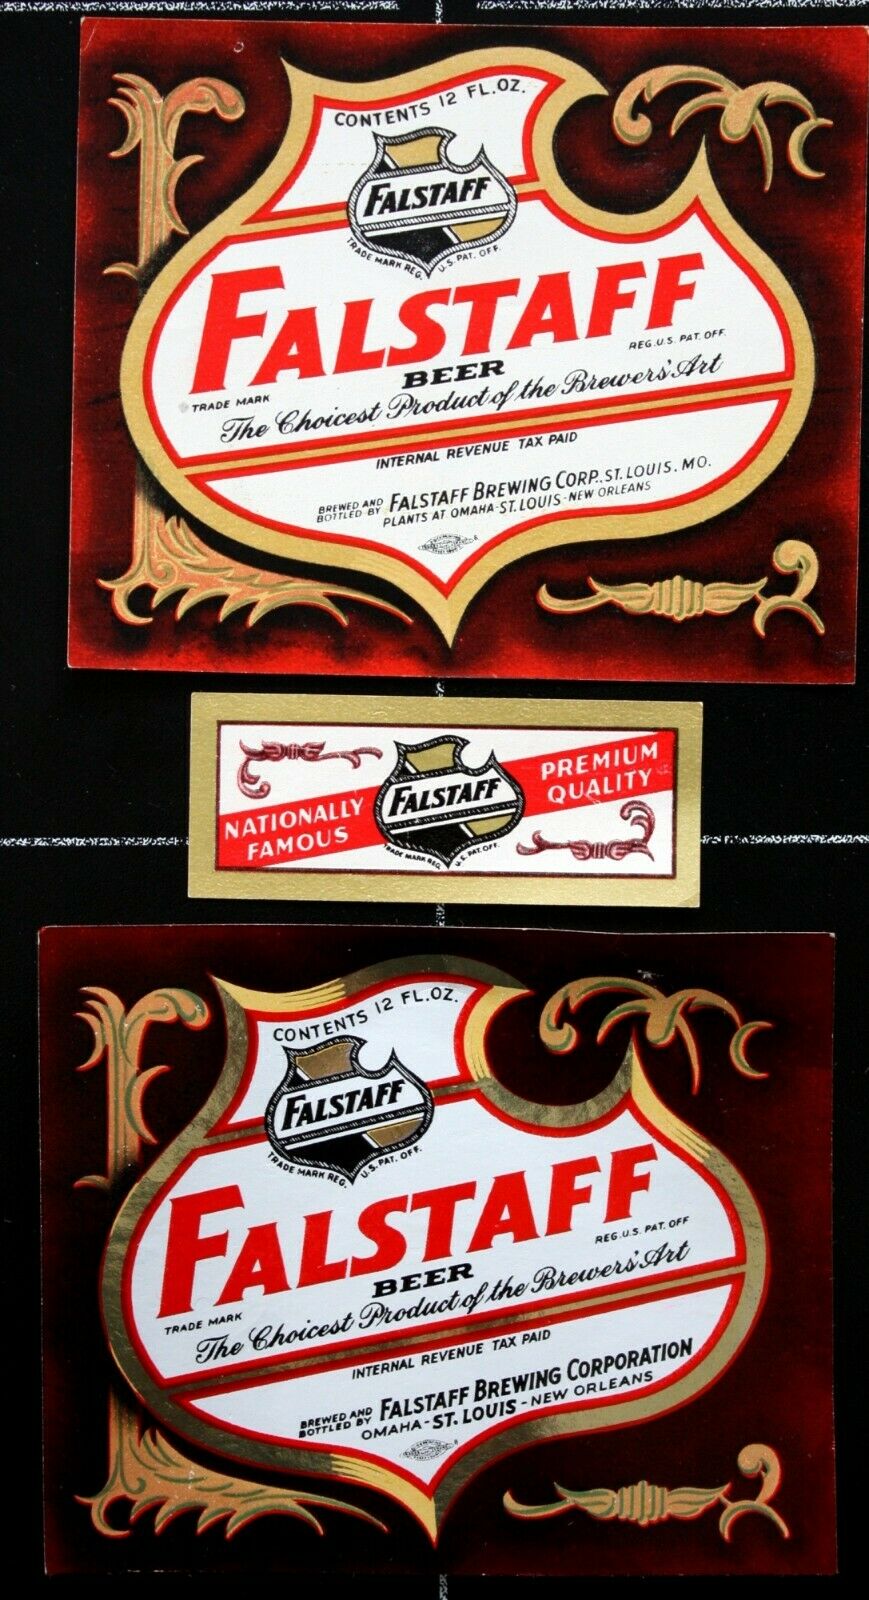 CONTENTS 12 FL.OZ.
FALSTAFF
TRADE MARK REG. U.S. PAT. OFF.
FALSTAFF
REG.U.S. PAT. OFF.
BEER
TRADE MARK
The Choicest Product of the Brewers' Art
INTERNAL REVENUE TAX PAID
BREWED AND BOTTLED BY FALSTAFF BREWING CORP., ST. LOUIS, MO.
PLANTS AT OMAHA-ST. LOUIS-NEW ORLEANS
NATIONALLY FAMOUS
FALSTAFF
TRADE MARK REG. U.S. PAT. OFF.
PREMIUM QUALITY
CONTENTS 12 FL.OZ.
FALSTAFF
TRADE MARK REG. U.S. PAT. OFF.
FALSTAFF
REG.U.S. PAT. OFF
BEER
TRADE MARK
The Choicest Product of the Brewers' Art
INTERNAL REVENUE TAX PAID
BREWED AND BOTTLED BY FALSTAFF BREWING CORPORATION
OMAHA-ST. LOUIS-NEW ORLEANS